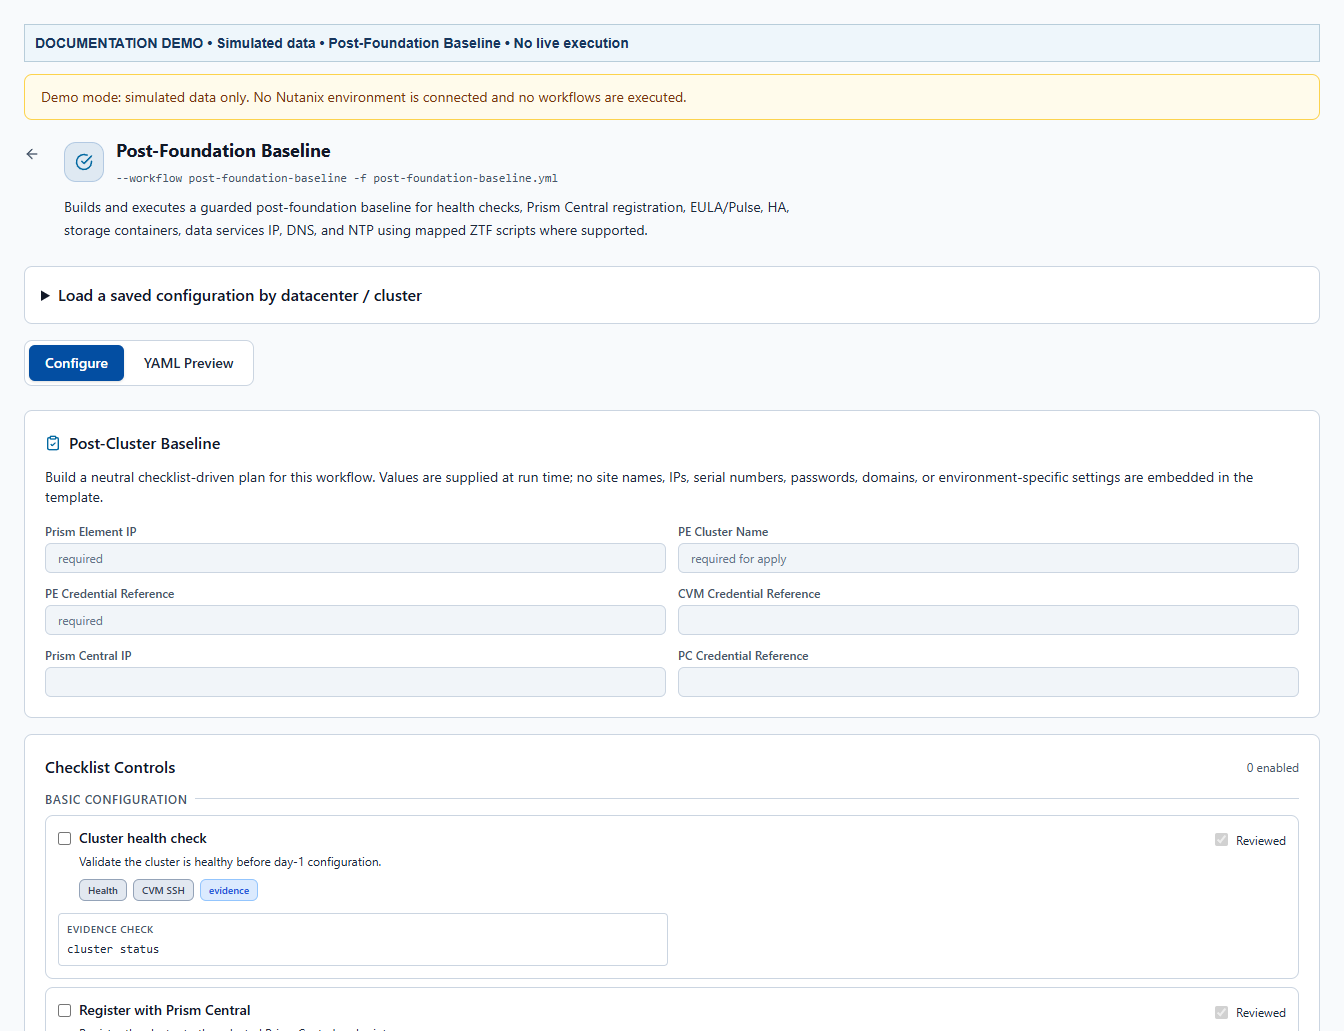 DOCUMENTATION DEMO • Simulated data • Post-Foundation Baseline • No live execution
Demo mode: simulated data only. No Nutanix environment is connected and no workflows are executed.
Post-Foundation Baseline
--workflow post-foundation-baseline -f post-foundation-baseline.yml
Builds and executes a guarded post-foundation baseline for health checks, Prism Central registration, EULA/Pulse, HA,
storage containers, data services IP, DNS, and NTP using mapped ZTF scripts where supported.
Load a saved configuration by datacenter / cluster
Configure YAML Preview
Post-Cluster Baseline
Build a neutral checklist-driven plan for this workflow. Values are supplied at run time; no site names, IPs, serial numbers, passwords, domains, or environment-specific settings are embedded in the
template.
Prism Element IP PE Cluster Name
required required for apply
PE Credential Reference CVM Credential Reference
required
Prism Central IP PC Credential Reference
Checklist Controls 0 enabled
BASIC CONFIGURATION
Cluster health check Reviewed
Validate the cluster is healthy before day-1 configuration.
Health CVM SSH evidence
EVIDENCE CHECK
cluster status
Register with Prism Central Reviewed